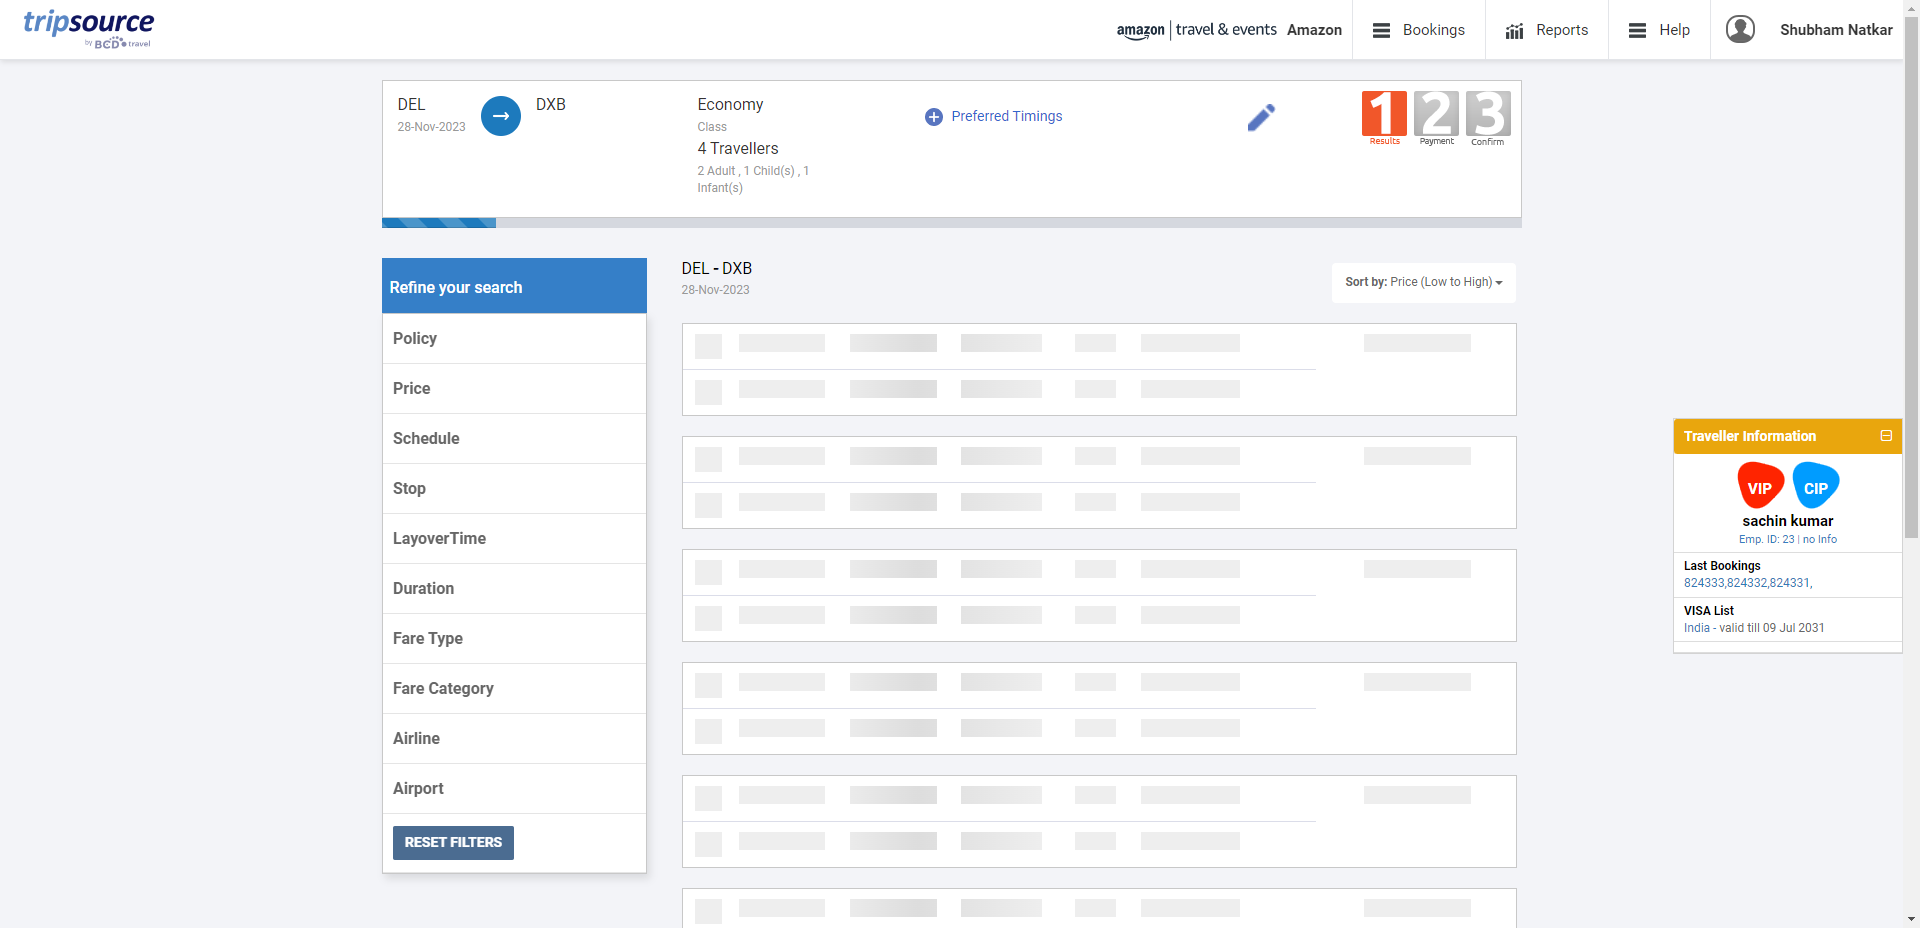 tripsource
by BCD travel
amazon travel & events Amazon
Bookings
Reports
Help
Shubham Natkar
DEL
28-Nov-2023
DXB
Economy
Class
4 Travellers
2 Adult , 1 Child(s) , 1
Infant(s)
Preferred Timings
1 2 3
Results Payment Confirm
Refine your search
Policy
Price
Schedule
Stop
LayoverTime
Duration
Fare Type
Fare Category
Airline
Airport
RESET FILTERS
DEL - DXB
28-Nov-2023
Sort by: Price (Low to High)
Traveller Information
VIP CIP
sachin kumar
Emp. ID: 23 | no Info
Last Bookings
824333,824332,824331,
VISA List
India - valid till 09 Jul 2031